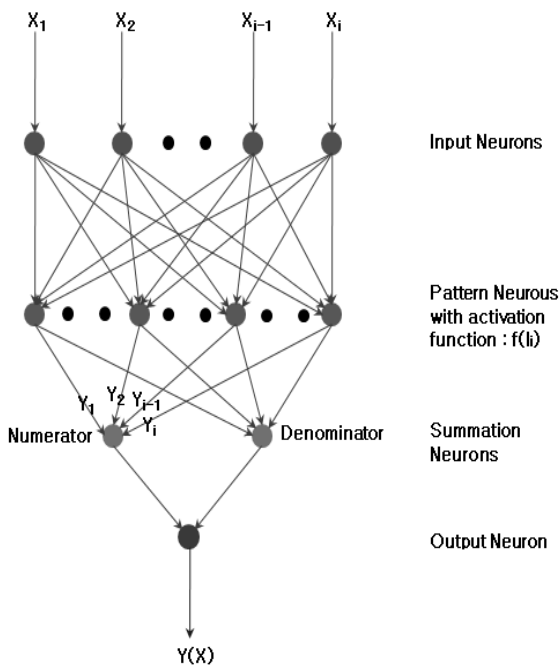 X1 X2 Xi-1 Xi
Input Neurons
Pattern Neurous
with activation
function : f(Ii)
Y1 Y2 Yi-1
Yi
Numerator
Denominator
Summation
Neurons
Output Neuron
Y(X)